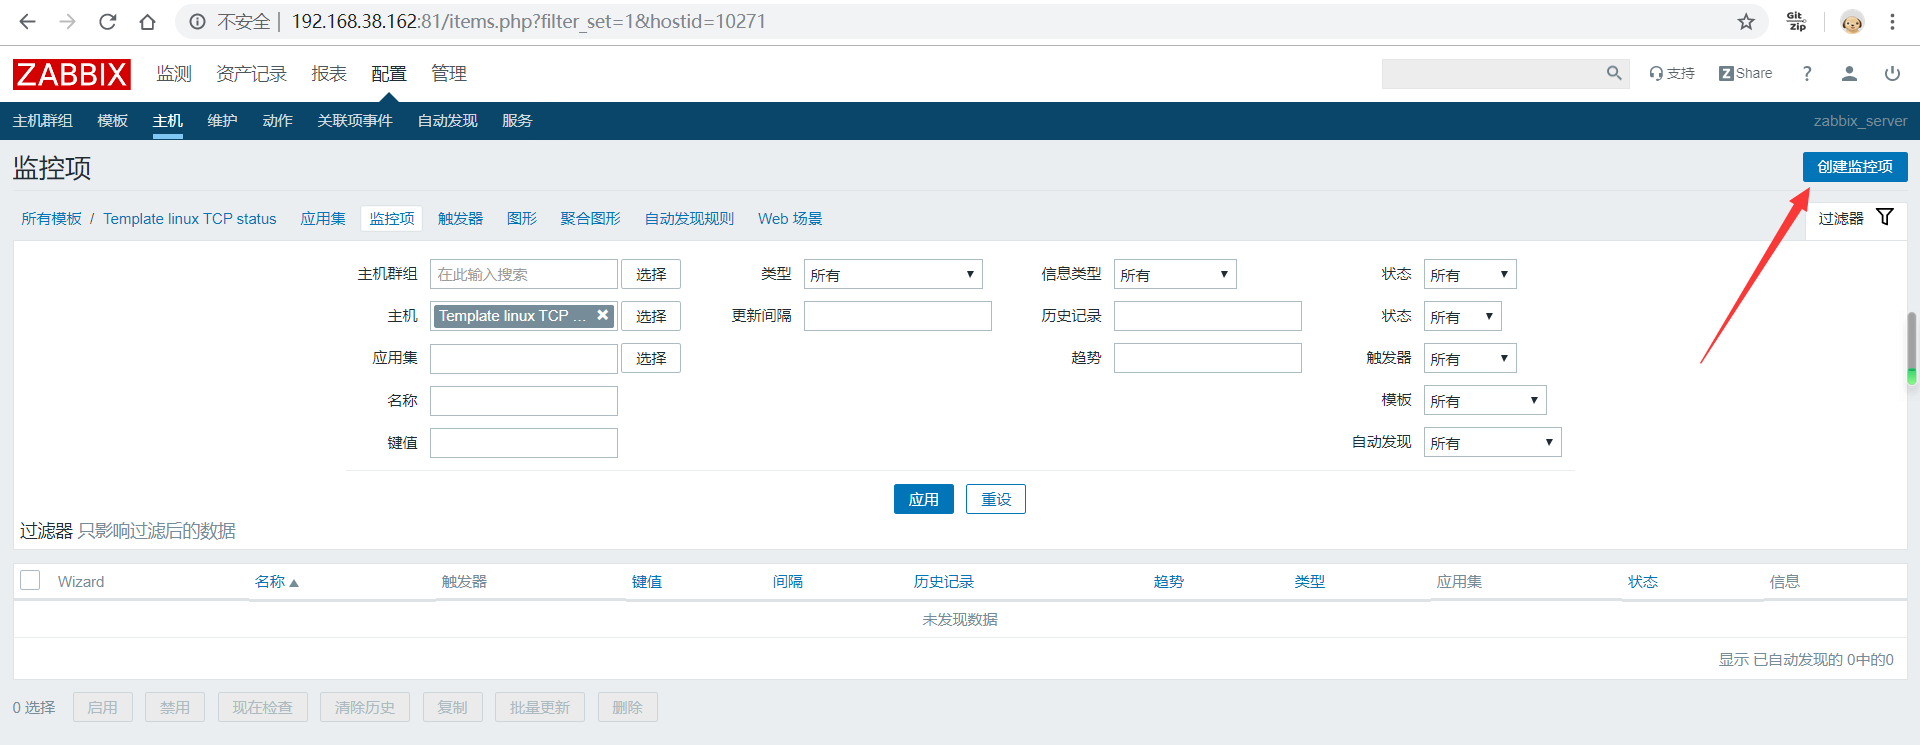 不安全 | 192.168.38.162:81/items.php?filter_set=1&hostid=10271 Git Zip
ZABBIX 监测 资产记录 报表 配置 管理 支持 Z Share ?
主机群组 模板 主机 维护 动作 关联项事件 自动发现 服务 zabbix_server
监控项 创建监控项
所有模板 / Template linux TCP status 应用集 监控项 触发器 图形 聚合图形 自动发现规则 Web 场景 过滤器
主机群组 在此输入搜索 选择 类型 所有 信息类型 所有 状态 所有
主机 Template linux TCP ... 选择 更新间隔 历史记录 状态 所有
应用集 选择 趋势 触发器 所有
名称 模板 所有
键值 自动发现 所有
应用 重设
过滤器 只影响过滤后的数据
Wizard 名称 触发器 键值 间隔 历史记录 趋势 类型 应用集 状态 信息
未发现数据
显示 已自动发现的 0中的0
0 选择 启用 禁用 现在检查 清除历史 复制 批量更新 删除